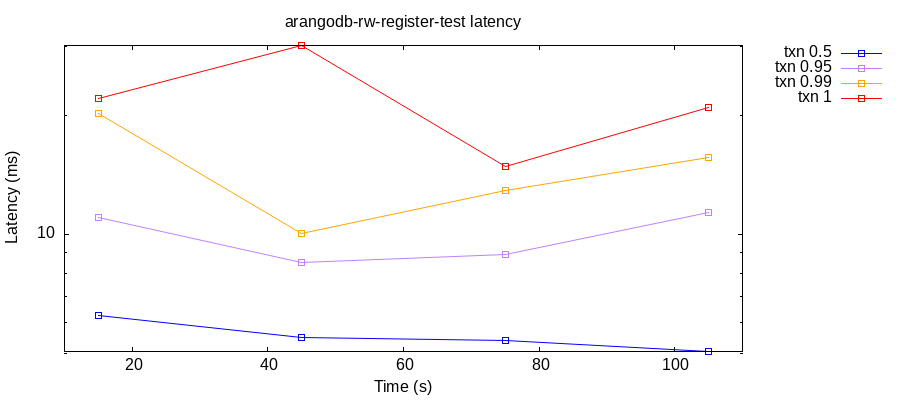 arangodb-rw-register-test latency
txn 0.5
txn 0.95
txn 0.99
txn 1
Latency (ms)
10
20 40 60 80 100
Time (s)